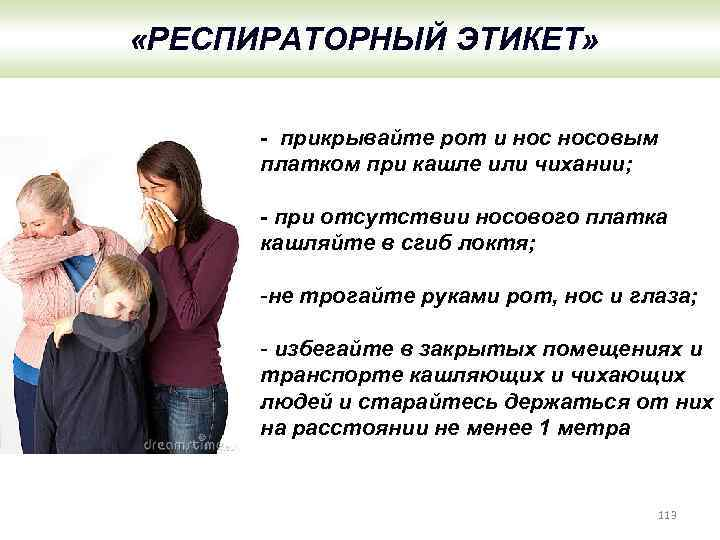 «РЕСПИРАТОРНЫЙ ЭТИКЕТ»
- прикрывайте рот и нос носовым
платком при кашле или чихании;
- при отсутствии носового платка
кашляйте в сгиб локтя;
-не трогайте руками рот, нос и глаза;
- избегайте в закрытых помещениях и
транспорте кашляющих и чихающих
людей и старайтесь держаться от них
на расстоянии не менее 1 метра
dreamstime
113